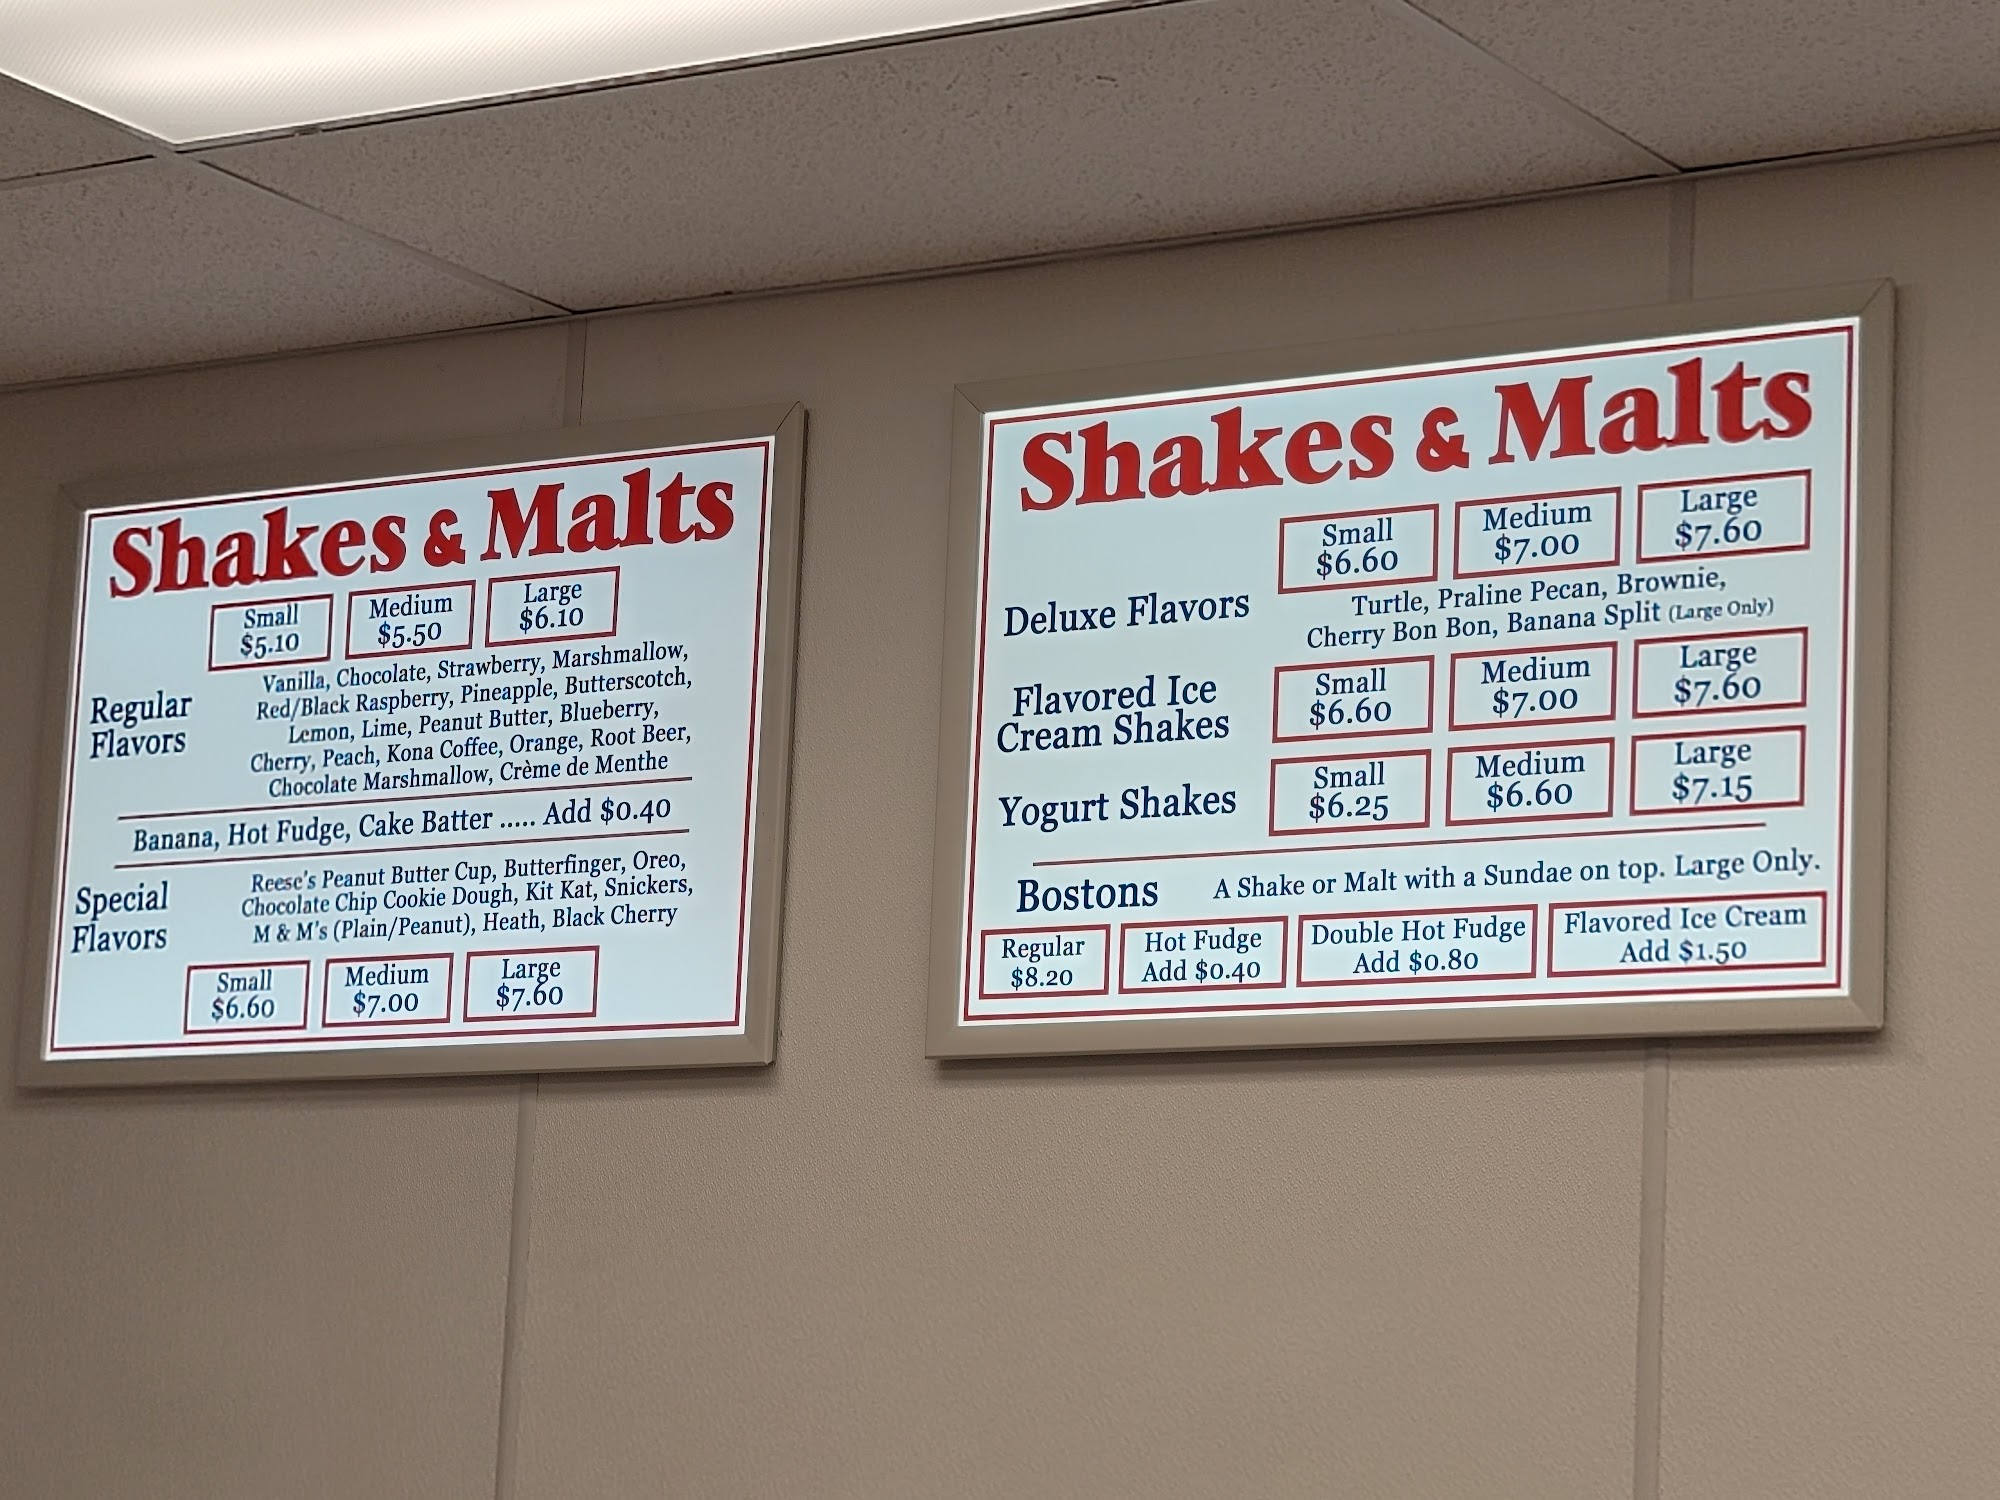 Shakes & Malts
Small $5.10
Medium $5.50
Large $6.10
Regular Flavors
Vanilla, Chocolate, Strawberry, Marshmallow,
Red/Black Raspberry, Pineapple, Butterscotch,
Lemon, Lime, Peanut Butter, Blueberry,
Cherry, Peach, Kona Coffee, Orange, Root Beer,
Chocolate Marshmallow, Crème de Menthe
Banana, Hot Fudge, Cake Batter ..... Add $0.40
Special Flavors
Reese's Peanut Butter Cup, Butterfinger, Oreo,
Chocolate Chip Cookie Dough, Kit Kat, Snickers,
M & M's (Plain/Peanut), Heath, Black Cherry
Small $6.60
Medium $7.00
Large $7.60
Shakes & Malts
Small $6.60
Medium $7.00
Large $7.60
Deluxe Flavors
Turtle, Praline Pecan, Brownie,
Cherry Bon Bon, Banana Split (Large Only)
Flavored Ice Cream Shakes
Small $6.60
Medium $7.00
Large $7.60
Yogurt Shakes
Small $6.25
Medium $6.60
Large $7.15
Bostons A Shake or Malt with a Sundae on top. Large Only.
Regular $8.20
Hot Fudge Add $0.40
Double Hot Fudge Add $0.80
Flavored Ice Cream Add $1.50